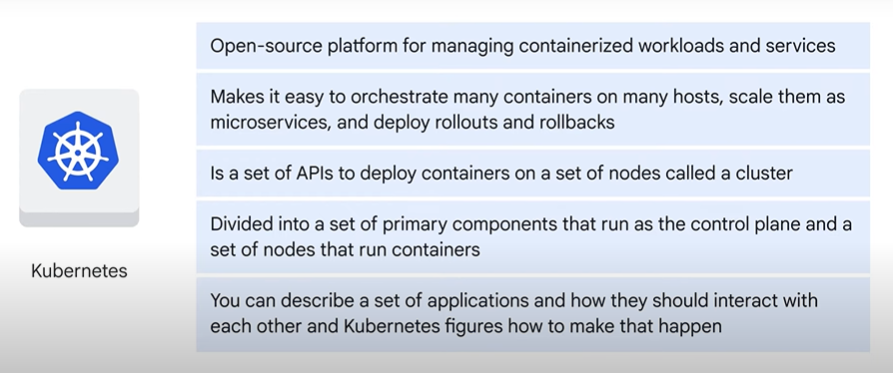 Open-source platform for managing containerized workloads and services
Makes it easy to orchestrate many containers on many hosts, scale them as
microservices, and deploy rollouts and rollbacks
Is a set of APIs to deploy containers on a set of nodes called a cluster
Divided into a set of primary components that run as the control plane and a
set of nodes that run containers
Kubernetes
You can describe a set of applications and how they should interact with
each other and Kubernetes figures how to make that happen